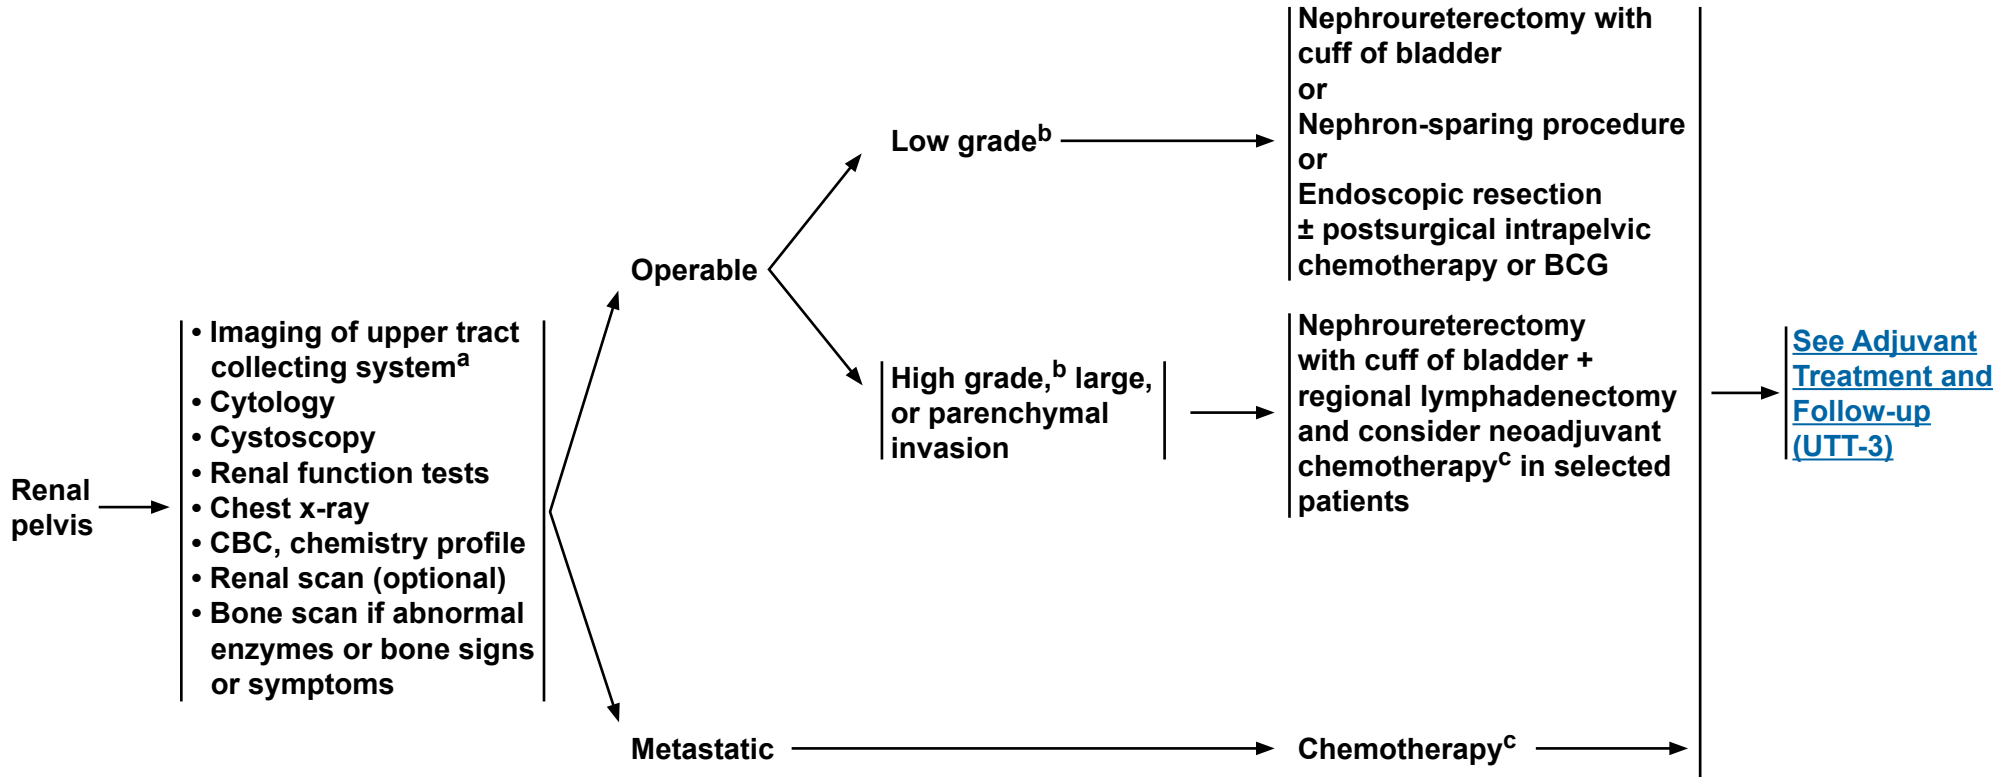 Renal
pelvis
• Imaging of upper tract
collecting systemᵃ
• Cytology
• Cystoscopy
• Renal function tests
• Chest x-ray
• CBC, chemistry profile
• Renal scan (optional)
• Bone scan if abnormal
enzymes or bone signs
or symptoms
Operable
Low gradeᵇ
Nephroureterectomy with
cuff of bladder
or
Nephron-sparing procedure
or
Endoscopic resection
± postsurgical intrapelvic
chemotherapy or BCG
High grade,ᵇ large,
or parenchymal
invasion
Nephroureterectomy
with cuff of bladder +
regional lymphadenectomy
and consider neoadjuvant
chemotherapyᶜ in selected
patients
Metastatic
Chemotherapyᶜ
See Adjuvant
Treatment and
Follow-up
(UTT-3)